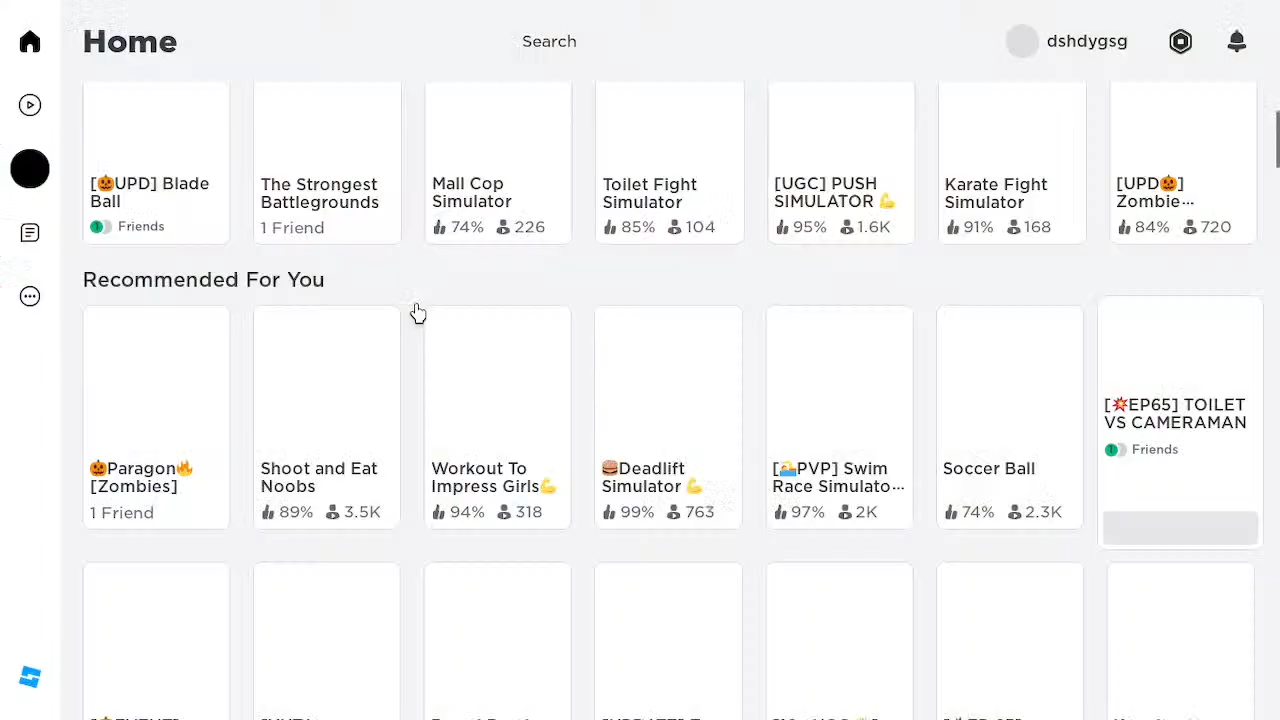 Home
Search
dshdygsg
[🎃UPD] Blade
Ball
1 Friends
The Strongest
Battlegrounds
1 Friend
Mall Cop
Simulator
74% 226
Toilet Fight
Simulator
85% 104
[UGC] PUSH
SIMULATOR 💪
95% 1.6K
Karate Fight
Simulator
91% 168
[UPD🎃]
Zombie...
84% 720
Recommended For You
🎃Paragon🔥
[Zombies]
1 Friend
Shoot and Eat
Noobs
89% 3.5K
Workout To
Impress Girls💪
94% 318
🍔Deadlift
Simulator 💪
99% 763
[🏊PVP] Swim
Race Simulato...
97% 2K
Soccer Ball
74% 2.3K
[💥EP65] TOILET
VS CAMERAMAN
1 Friends